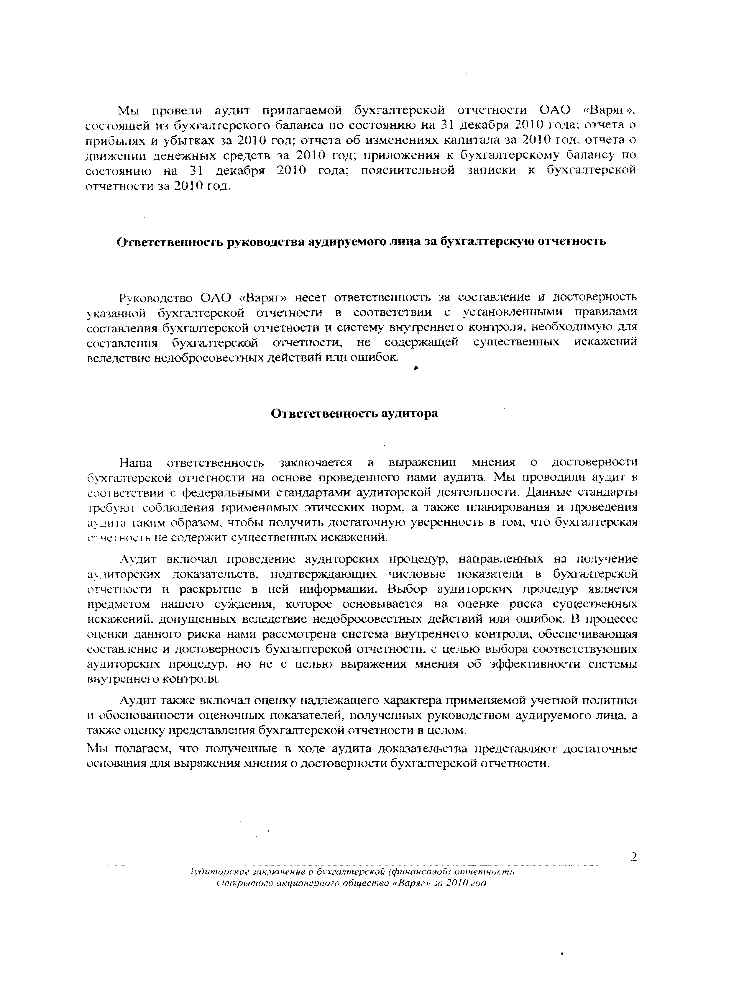 Мы провели аудит прилагаемой бухгалтерской отчетности ОАО «Варяг»,
состоящей из бухгалтерского баланса по состоянию на 31 декабря 2010 года; отчета о
прибылях и убытках за 2010 год; отчета об изменениях капитала за 2010 год; отчета о
движении денежных средств за 2010 год; приложения к бухгалтерскому балансу по
состоянию на 31 декабря 2010 года; пояснительной записки к бухгалтерской
отчетности за 2010 год.
Ответственность руководства аудируемого лица за бухгалтерскую отчетность
Руководство ОАО «Варяг» несет ответственность за составление и достоверность
указанной бухгалтерской отчетности в соответствии с установленными правилами
составления бухгалтерской отчетности и систему внутреннего контроля, необходимую для
составления бухгалтерской отчетности, не содержащей существенных искажений
вследствие недобросовестных действий или ошибок.
Ответственность аудитора
Наша ответственность заключается в выражении мнения о достоверности
бухгалтерской отчетности на основе проведенного нами аудита. Мы проводили аудит в
соответствии с федеральными стандартами аудиторской деятельности. Данные стандарты
требуют соблюдения применимых этических норм, а также планирования и проведения
аудита таким образом, чтобы получить достаточную уверенность в том, что бухгалтерская
отчетность не содержит существенных искажений.
Аудит включал проведение аудиторских процедур, направленных на получение
аудиторских доказательств, подтверждающих числовые показатели в бухгалтерской
отчетности и раскрытие в ней информации. Выбор аудиторских процедур является
предметом нашего суждения, которое основывается на оценке риска существенных
искажений, допущенных вследствие недобросовестных действий или ошибок. В процессе
оценки данного риска нами рассмотрена система внутреннего контроля, обеспечивающая
составление и достоверность бухгалтерской отчетности, с целью выбора соответствующих
аудиторских процедур, но не с целью выражения мнения об эффективности системы
внутреннего контроля.
Аудит также включал оценку надлежащего характера применяемой учетной политики
и обоснованности оценочных показателей, полученных руководством аудируемого лица, а
также оценку представления бухгалтерской отчетности в целом.
Мы полагаем, что полученные в ходе аудита доказательства представляют достаточные
основания для выражения мнения о достоверности бухгалтерской отчетности.
2
Аудиторское заключение о бухгалтерской (финансовой) отчетности
Открытого акционерного общества «Варяг» за 2010 год